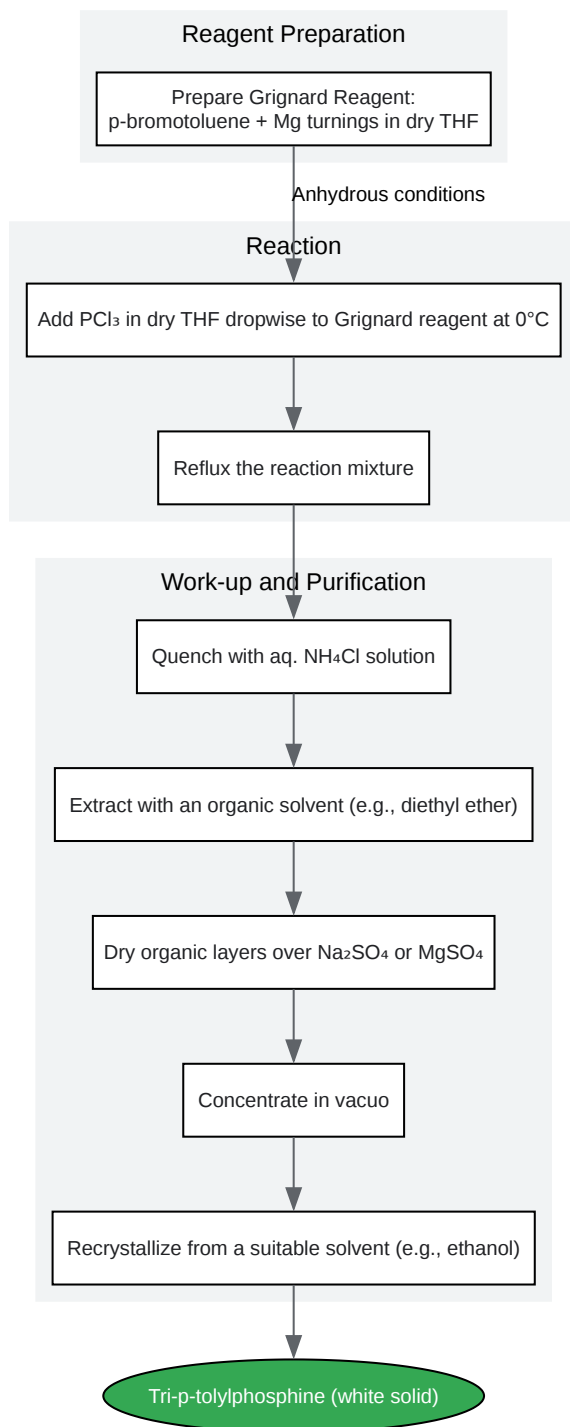 Reagent Preparation
Prepare Grignard Reagent:
p-bromotoluene + Mg turnings in dry THF
Anhydrous conditions
Reaction
Add PCl₃ in dry THF dropwise to Grignard reagent at 0°C
Reflux the reaction mixture
Work-up and Purification
Quench with aq. NH₄Cl solution
Extract with an organic solvent (e.g., diethyl ether)
Dry organic layers over Na₂SO₄ or MgSO₄
Concentrate in vacuo
Recrystallize from a suitable solvent (e.g., ethanol)
Tri-p-tolylphosphine (white solid)